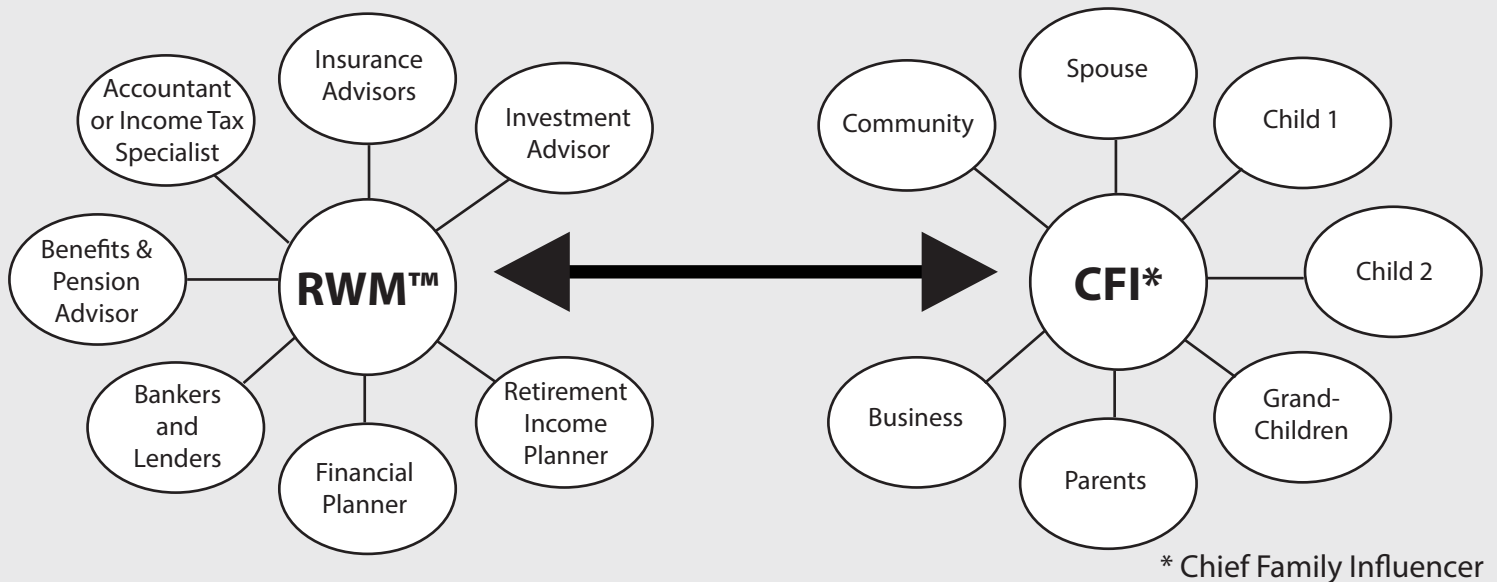 Insurance
Advisors
Accountant
or Income Tax
Specialist
Investment
Advisor
Benefits &
Pension
Advisor
RWM™
Bankers
and
Lenders
Financial
Planner
Retirement
Income
Planner
Spouse
Community
Child 1
CFI*
Child 2
Business
Parents
Grand-
Children
* Chief Family Influencer